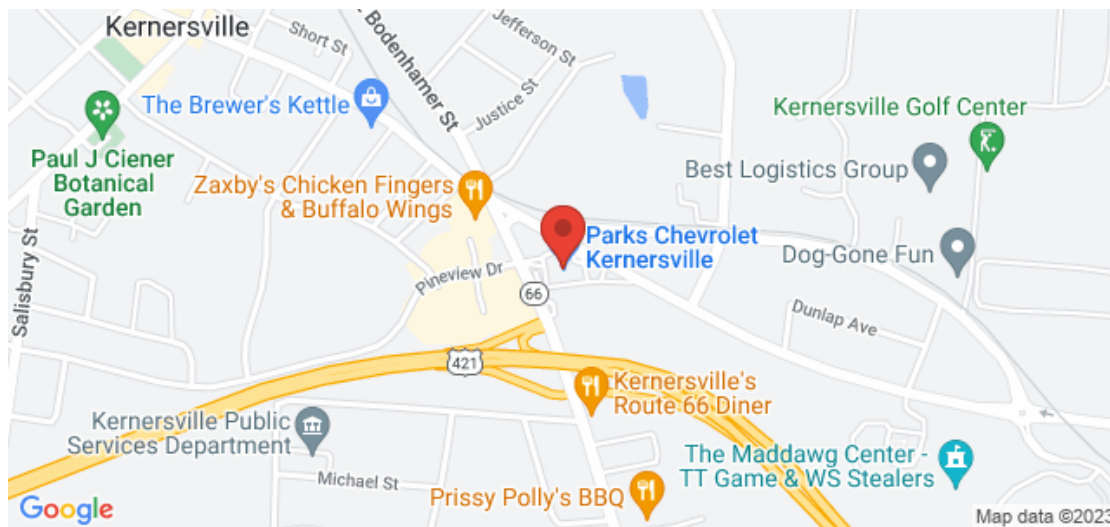 Kernersville
Short St
Bodenhamer St
Jefferson St
Justice St
The Brewer's Kettle
Kernersville Golf Center
Paul J Ciener
Botanical
Garden
Best Logistics Group
Zaxby's Chicken Fingers
& Buffalo Wings
Parks Chevrolet
Kernersville
Dog-Gone Fun
Salisbury St
Pineview Dr
66
Dunlap Ave
421
Kernersville's
Route 66 Diner
Kernersville Public
Services Department
The Maddawg Center -
TT Game & WS Stealers
Michael St
Prissy Polly's BBQ
Google
Map data ©2023